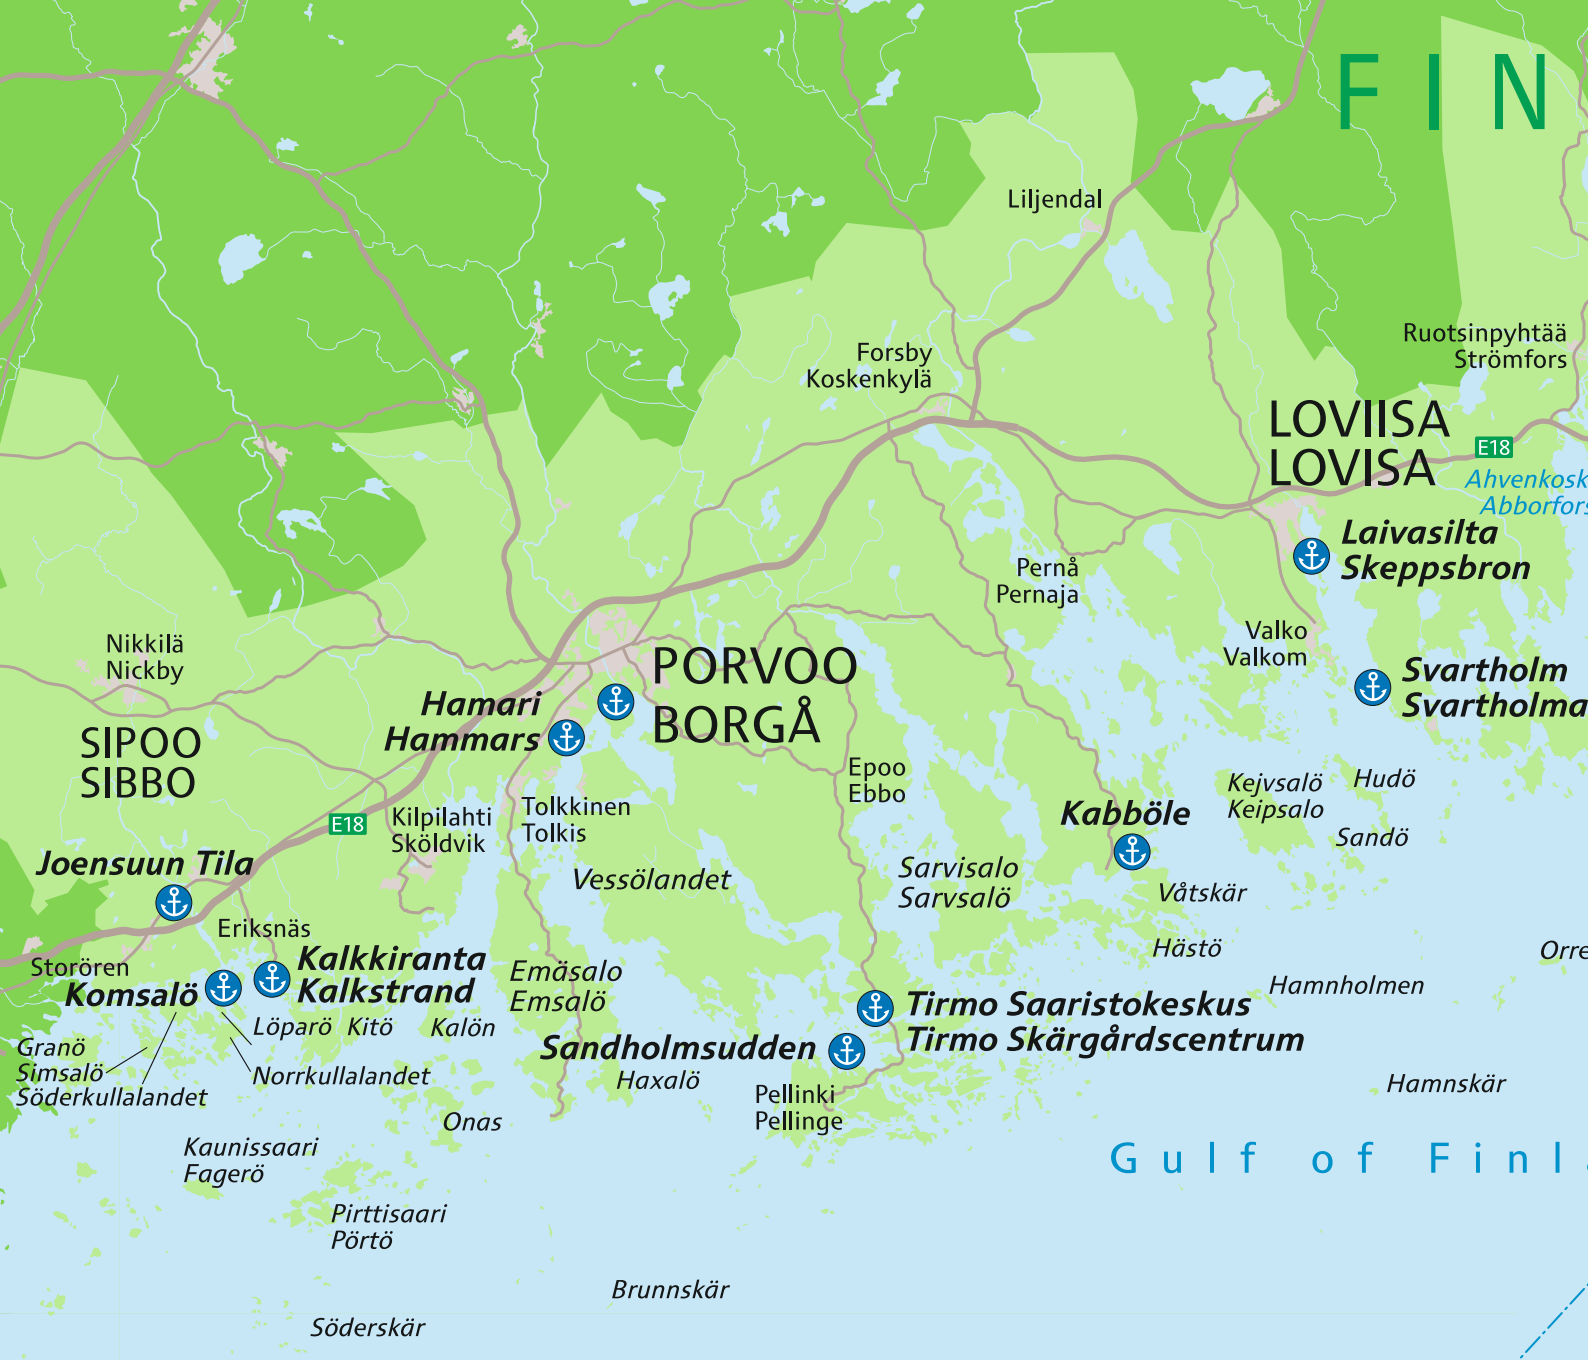 FIN
Liljendal
Ruotsinpyhtää
Strömfors
Forsby
Koskenkylä
LOVIISA
LOVISA
E18
Ahvenkosk
Abborfors
Laivasilta
Skeppsbron
Pernå
Pernaja
Valko
Valkom
Svartholm
Svartholma
Nikkilä
Nickby
SIPOO
SIBBO
Hamari
Hammars
PORVOO
BORGÅ
Epoo
Ebbo
Kejvsalö
Keipsalo
Hudö
Sandö
Kabböle
E18
Kilpilahti
Sköldvik
Tolkkinen
Tolkis
Joensuun Tila
Vessölandet
Sarvisalo
Sarvsalö
Våtskär
Hästö
Orre
Eriksnäs
Storören
Komsalö
Kalkkiranta
Kalkstrand
Emäsalo
Emsalö
Hamnholmen
Löparö
Kitö
Kalön
Tirmo Saaristokeskus
Tirmo Skärgårdscentrum
Sandholmsudden
Haxalö
Granö
Simsalö
Söderkullalandet
Norrkullalandet
Pellinki
Pellinge
Hamnskär
Onas
Kaunissaari
Fagerö
Gulf of Finl
Pirttisaari
Pörtö
Brunnskär
Söderskär